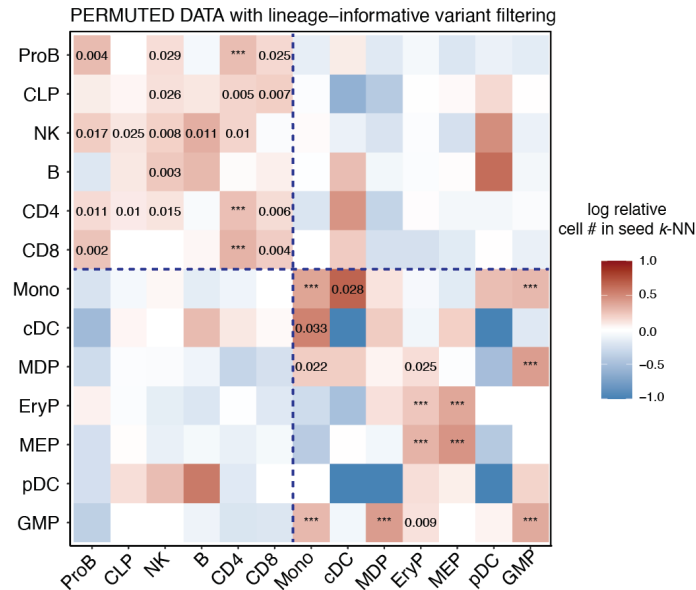 PERMUTED DATA with lineage−informative variant filtering
ProB 0.004 0.029 *** 0.025
CLP 0.026 0.005 0.007
NK 0.017 0.025 0.008 0.011 0.01
B 0.003
CD4 0.011 0.01 0.015 *** 0.006
CD8 0.002 *** 0.004
Mono *** 0.028 ***
cDC 0.033
MDP 0.022 0.025 ***
EryP *** ***
MEP *** ***
pDC
GMP *** *** 0.009 ***
ProB CLP NK B CD4 CD8 Mono cDC MDP EryP MEP pDC GMP
log relative
cell # in seed k-NN
1.0
0.5
0.0
−0.5
−1.0